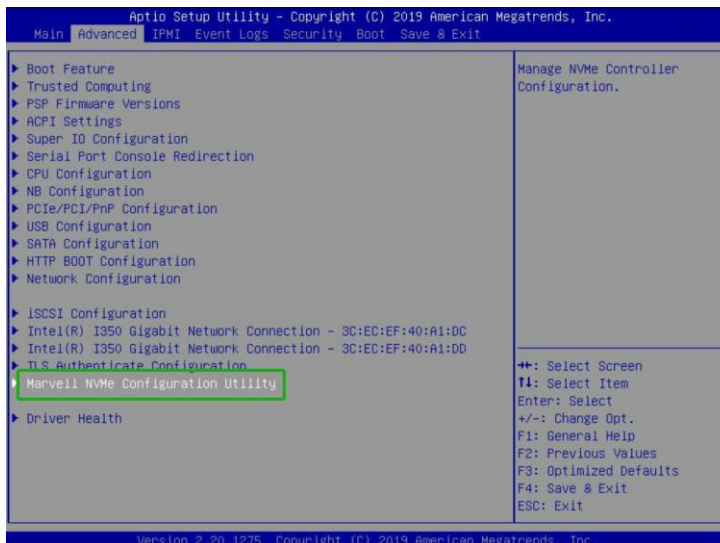 Aptio Setup Utility – Copyright (C) 2019 American Megatrends, Inc.
Main Advanced IPMI Event Logs Security Boot Save & Exit
Boot Feature
Trusted Computing
PSP Firmware Versions
ACPI Settings
Super IO Configuration
Serial Port Console Redirection
CPU Configuration
NB Configuration
PCIe/PCI/PnP Configuration
USB Configuration
SATA Configuration
HTTP BOOT Configuration
Network Configuration
iSCSI Configuration
Intel(R) I350 Gigabit Network Connection – 3C:EC:EF:40:A1:DC
Intel(R) I350 Gigabit Network Connection – 3C:EC:EF:40:A1:DD
TLS Authenticate Configuration
Marvell NVMe Configuration Utility
Driver Health
Manage NVMe Controller
Configuration.
→←: Select Screen
↑↓: Select Item
Enter: Select
+/-: Change Opt.
F1: General Help
F2: Previous Values
F3: Optimized Defaults
F4: Save & Exit
ESC: Exit
Version 2.20.1275. Copyright (C) 2019 American Megatrends, Inc.